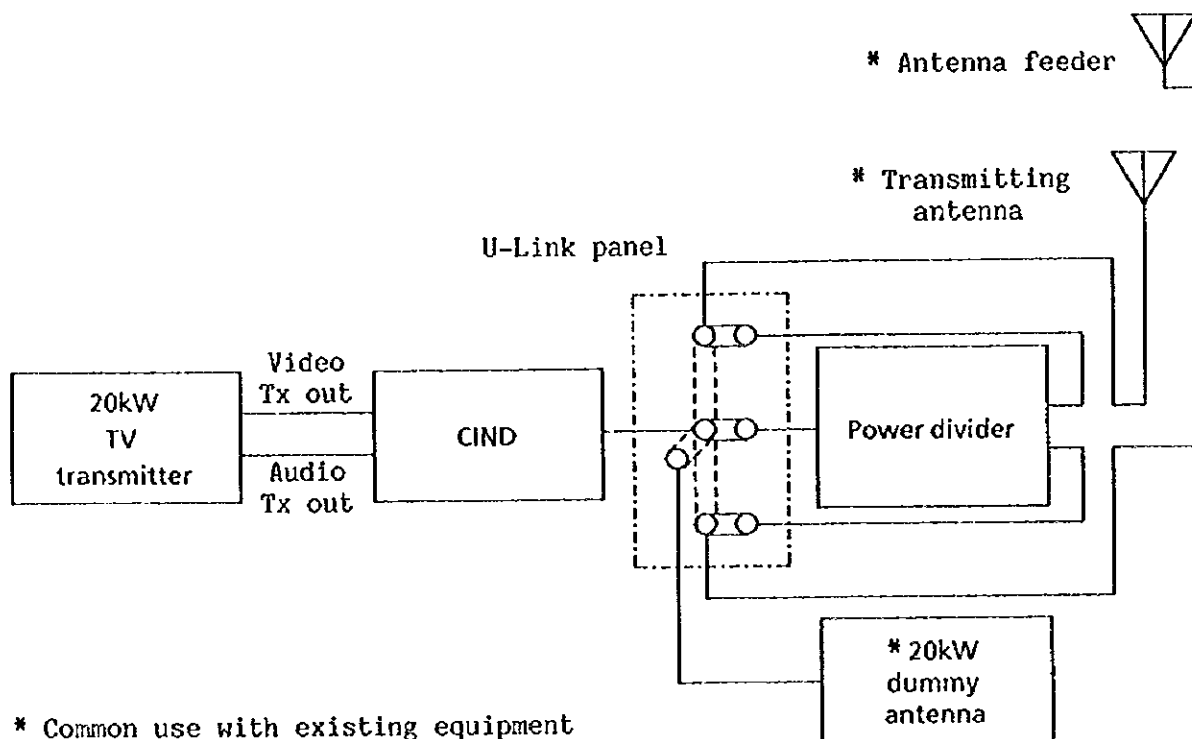 * Antenna feeder
* Transmitting
antenna
U-Link panel
Video
Tx out
20kW
TV
transmitter
CIND
Power divider
Audio
Tx out
* 20kW
dummy
antenna
* Common use with existing equipment